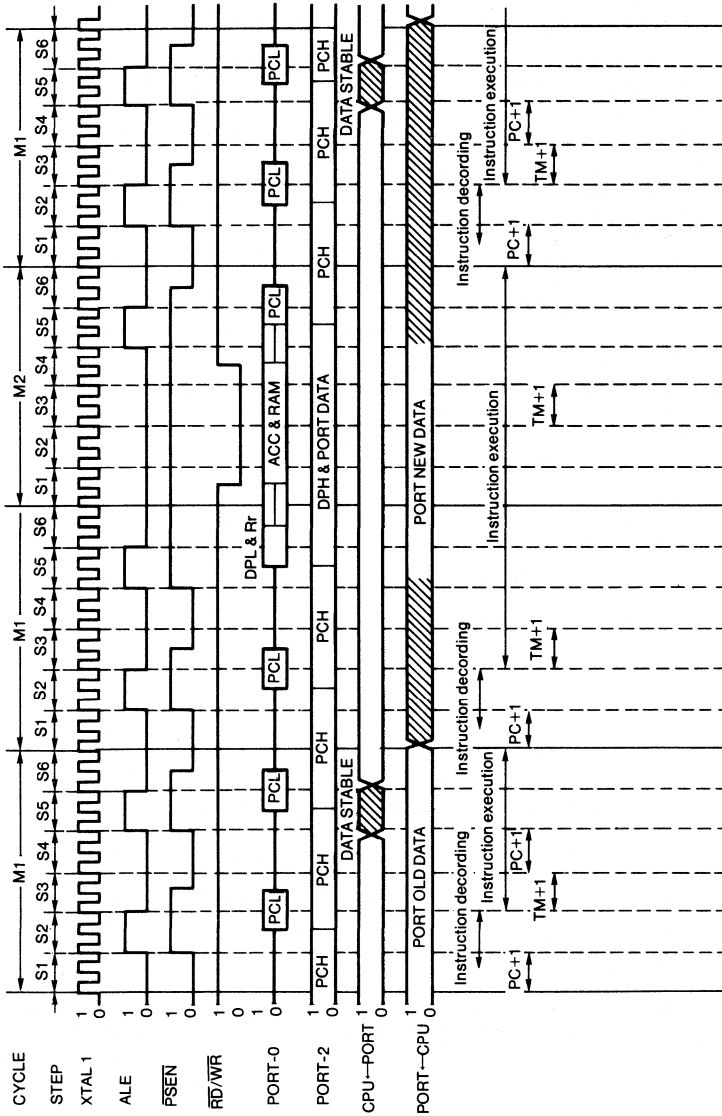 CYCLE M1 M1 M2 M1
STEP S1 S2 S3 S4 S5 S6 S1 S2 S3 S4 S5 S6 S1 S2 S3 S4 S5 S6 S1 S2 S3 S4 S5 S6
XTAL 1 1 0
ALE 1 0
PSEN 1 0
RD/WR 1 0
DPL & Rr
PORT-0 1 0 PCL PCL PCL ACC & RAM PCL PCL PCL
PORT-2 1 0 PCH PCH PCH PCH DPH & PORT DATA PCH PCH PCH
DATA STABLE DATA STABLE
CPU←PORT 1 0
PORT←CPU 1 0 PORT OLD DATA PORT NEW DATA
Instruction decording Instruction decording Instruction decording
Instruction execution Instruction execution Instruction execution
PC+1 PC+1 PC+1 PC+1 PC+1
TM+1 TM+1 TM+1 TM+1